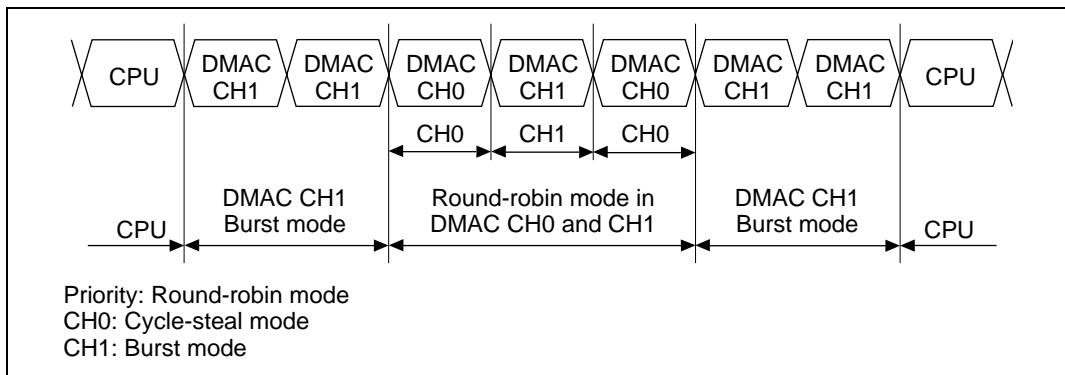 CPU
DMAC
CH1
DMAC
CH1
DMAC
CH0
DMAC
CH1
DMAC
CH0
DMAC
CH1
DMAC
CH1
CPU
CH0
CH1
CH0
CPU
DMAC CH1
Burst mode
Round-robin mode in
DMAC CH0 and CH1
DMAC CH1
Burst mode
CPU
Priority: Round-robin mode
CH0: Cycle-steal mode
CH1: Burst mode